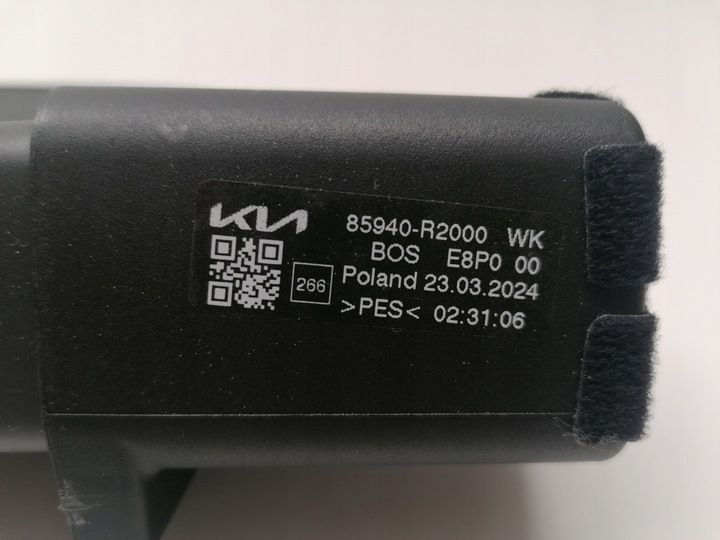 KIA 85940-R2000 WK
BOS E8P0 00
266 Poland 23.03.2024
>PES< 02:31:06